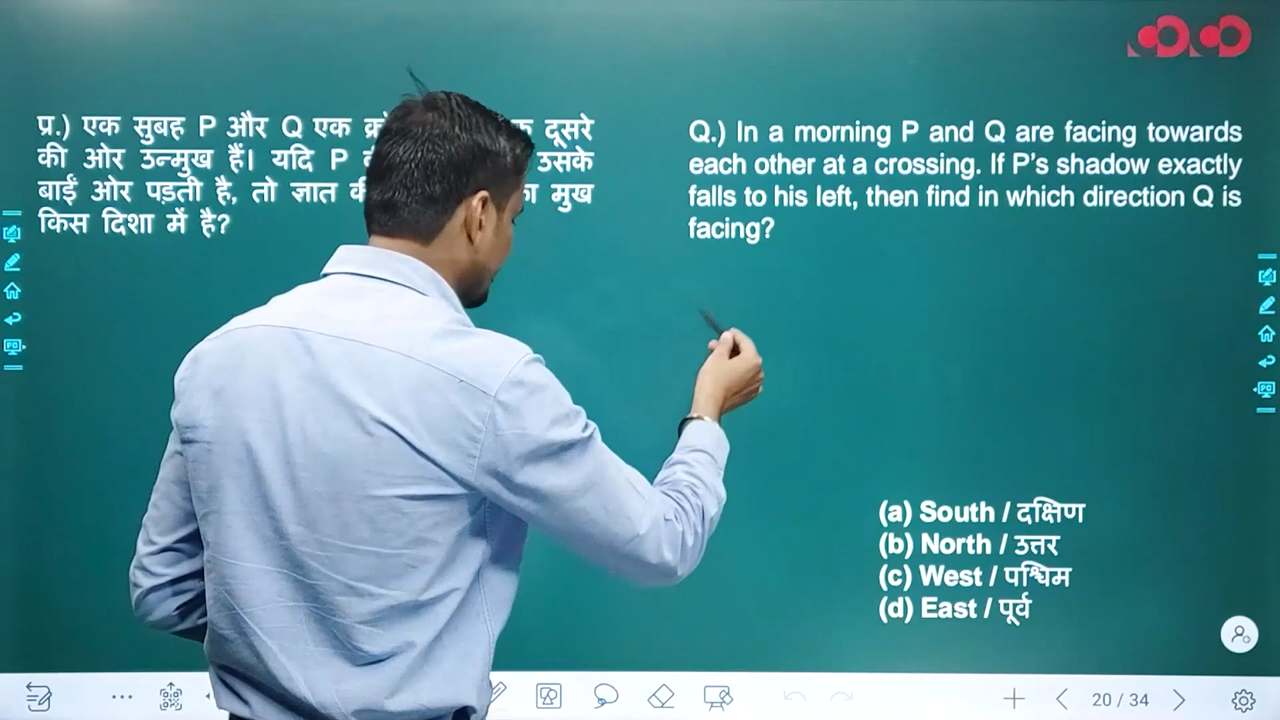 प्र.) एक सुबह P और Q एक दूसरे
की ओर उन्मुख हैं। यदि P उसके
बाईं ओर पड़ती है, तो ज्ञात मुख
किस दिशा में है?
Q.) In a morning P and Q are facing towards
each other at a crossing. If P's shadow exactly
falls to his left, then find in which direction Q is
facing?
(a) South / दक्षिण
(b) North / उत्तर
(c) West / पश्चिम
(d) East / पूर्व
20 / 34